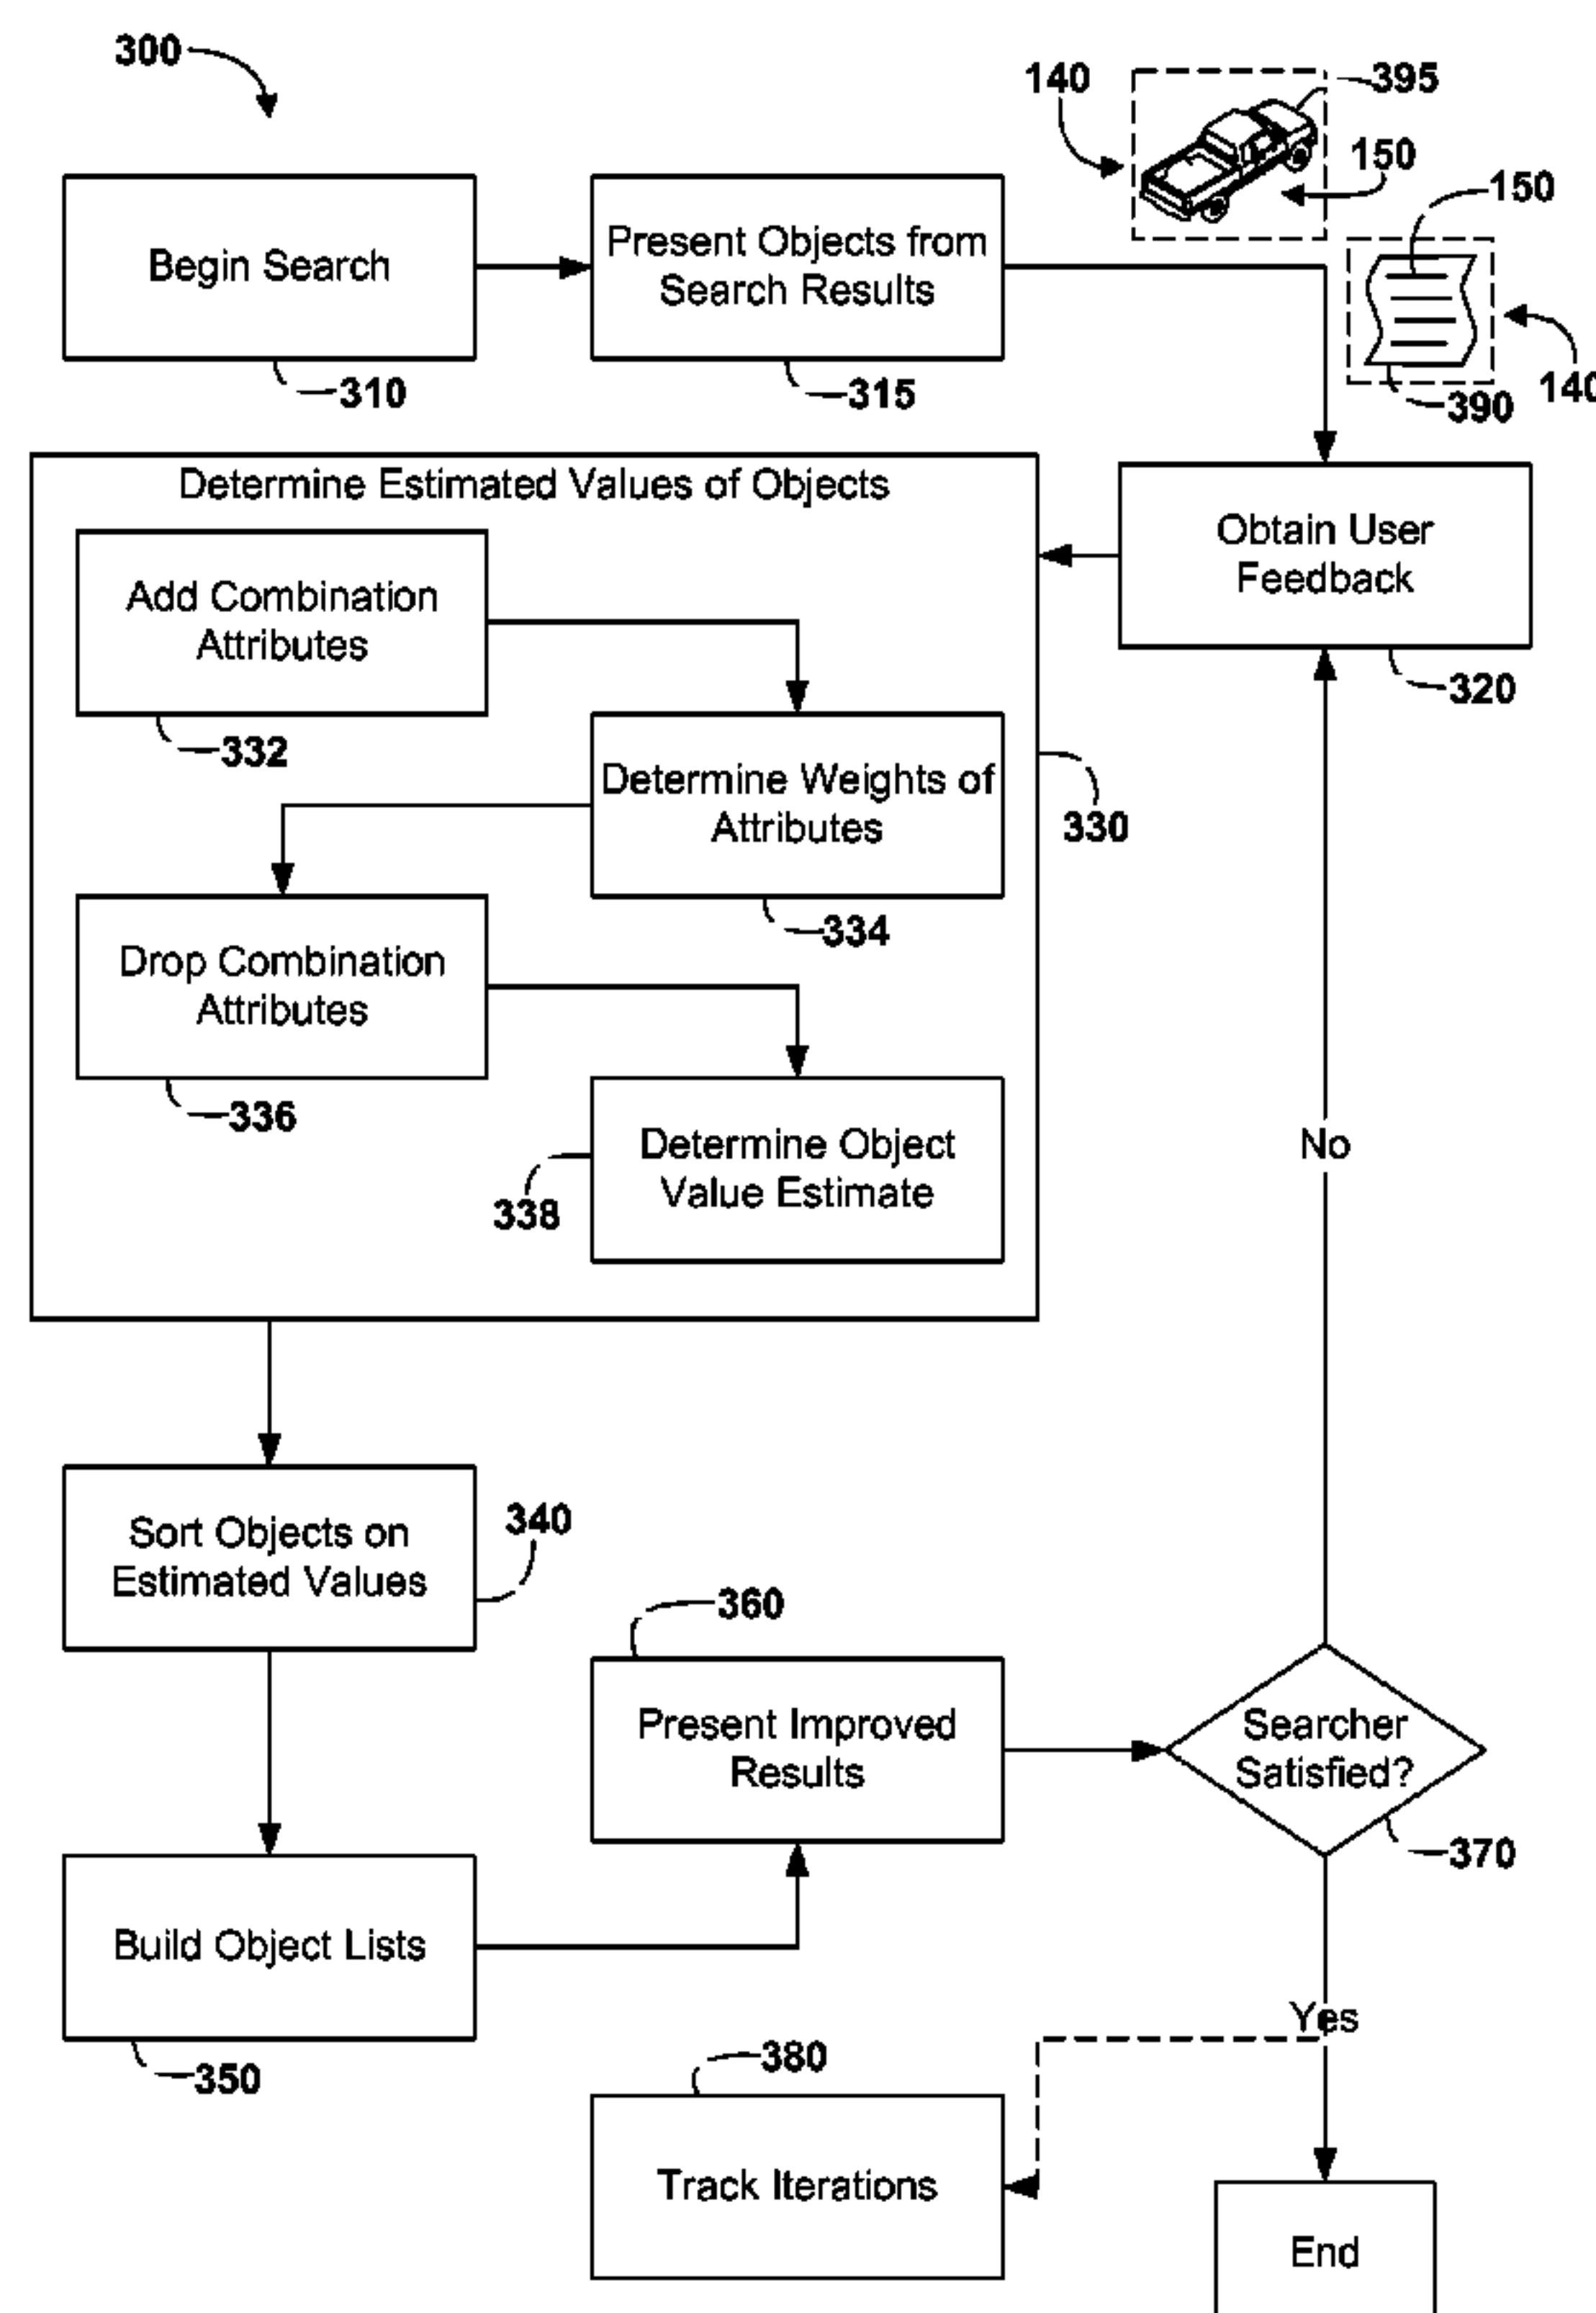 300
140
395
150
150
Begin Search
Present Objects from
Search Results
310
315
390
140
Determine Estimated Values of Objects
Obtain User
Feedback
Add Combination
Attributes
320
332
Determine Weights of
Attributes
330
334
Drop Combination
Attributes
336
Determine Object
Value Estimate
338
No
Sort Objects on
Estimated Values
340
360
Present Improved
Results
Searcher
Satisfied?
370
Build Object Lists
350
Yes
380
Track Iterations
End